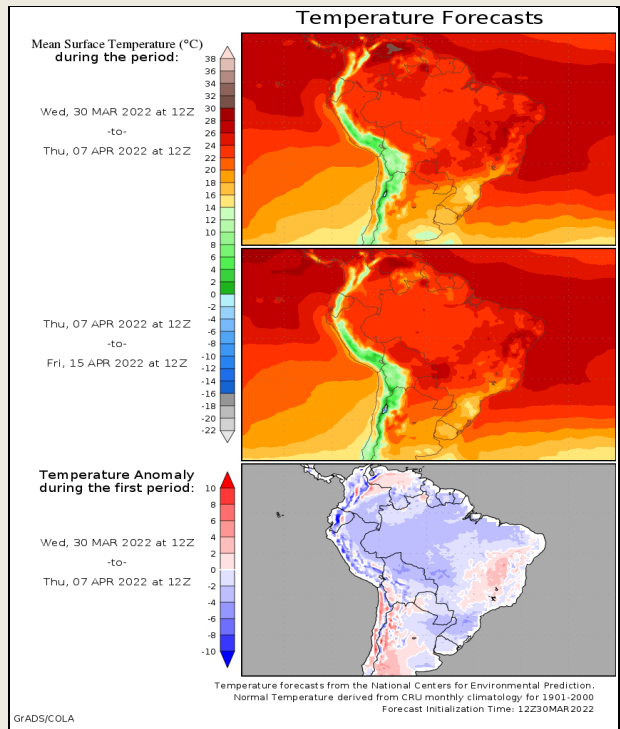 Temperature Forecasts
Mean Surface Temperature (°C)
during the period:
38
36
34
32
30
28
26
24
22
20
18
16
14
12
10
8
6
4
2
0
-2
-4
-6
-8
-10
-12
-14
-16
-18
-20
-22
Wed, 30 MAR 2022 at 12Z
-to-
Thu, 07 APR 2022 at 12Z
Thu, 07 APR 2022 at 12Z
-to-
Fri, 15 APR 2022 at 12Z
Temperature Anomaly
during the first period:
10
8
6
4
2
0
-2
-4
-6
-8
-10
Wed, 30 MAR 2022 at 12Z
-to-
Thu, 07 APR 2022 at 12Z
Temperature forecasts from the National Centers for Environmental Prediction.
Normal Temperature derived from CRU monthly climatology for 1901-2000
Forecast Initialization Time: 12Z30MAR2022
GrADS/COLA